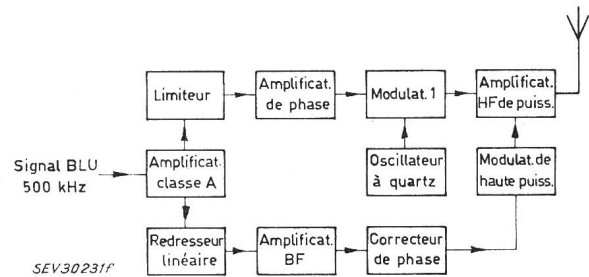 Limiteur
Amplificat.
de phase
Modulat. 1
Amplificat.
HF de puiss.
Signal BLU
500 kHz
Amplificat.
classe A
Oscillateur
à quartz
Modulat. de
haute puiss.
Redresseur
linéaire
Amplificat.
BF
Correcteur
de phase
SEV30231f